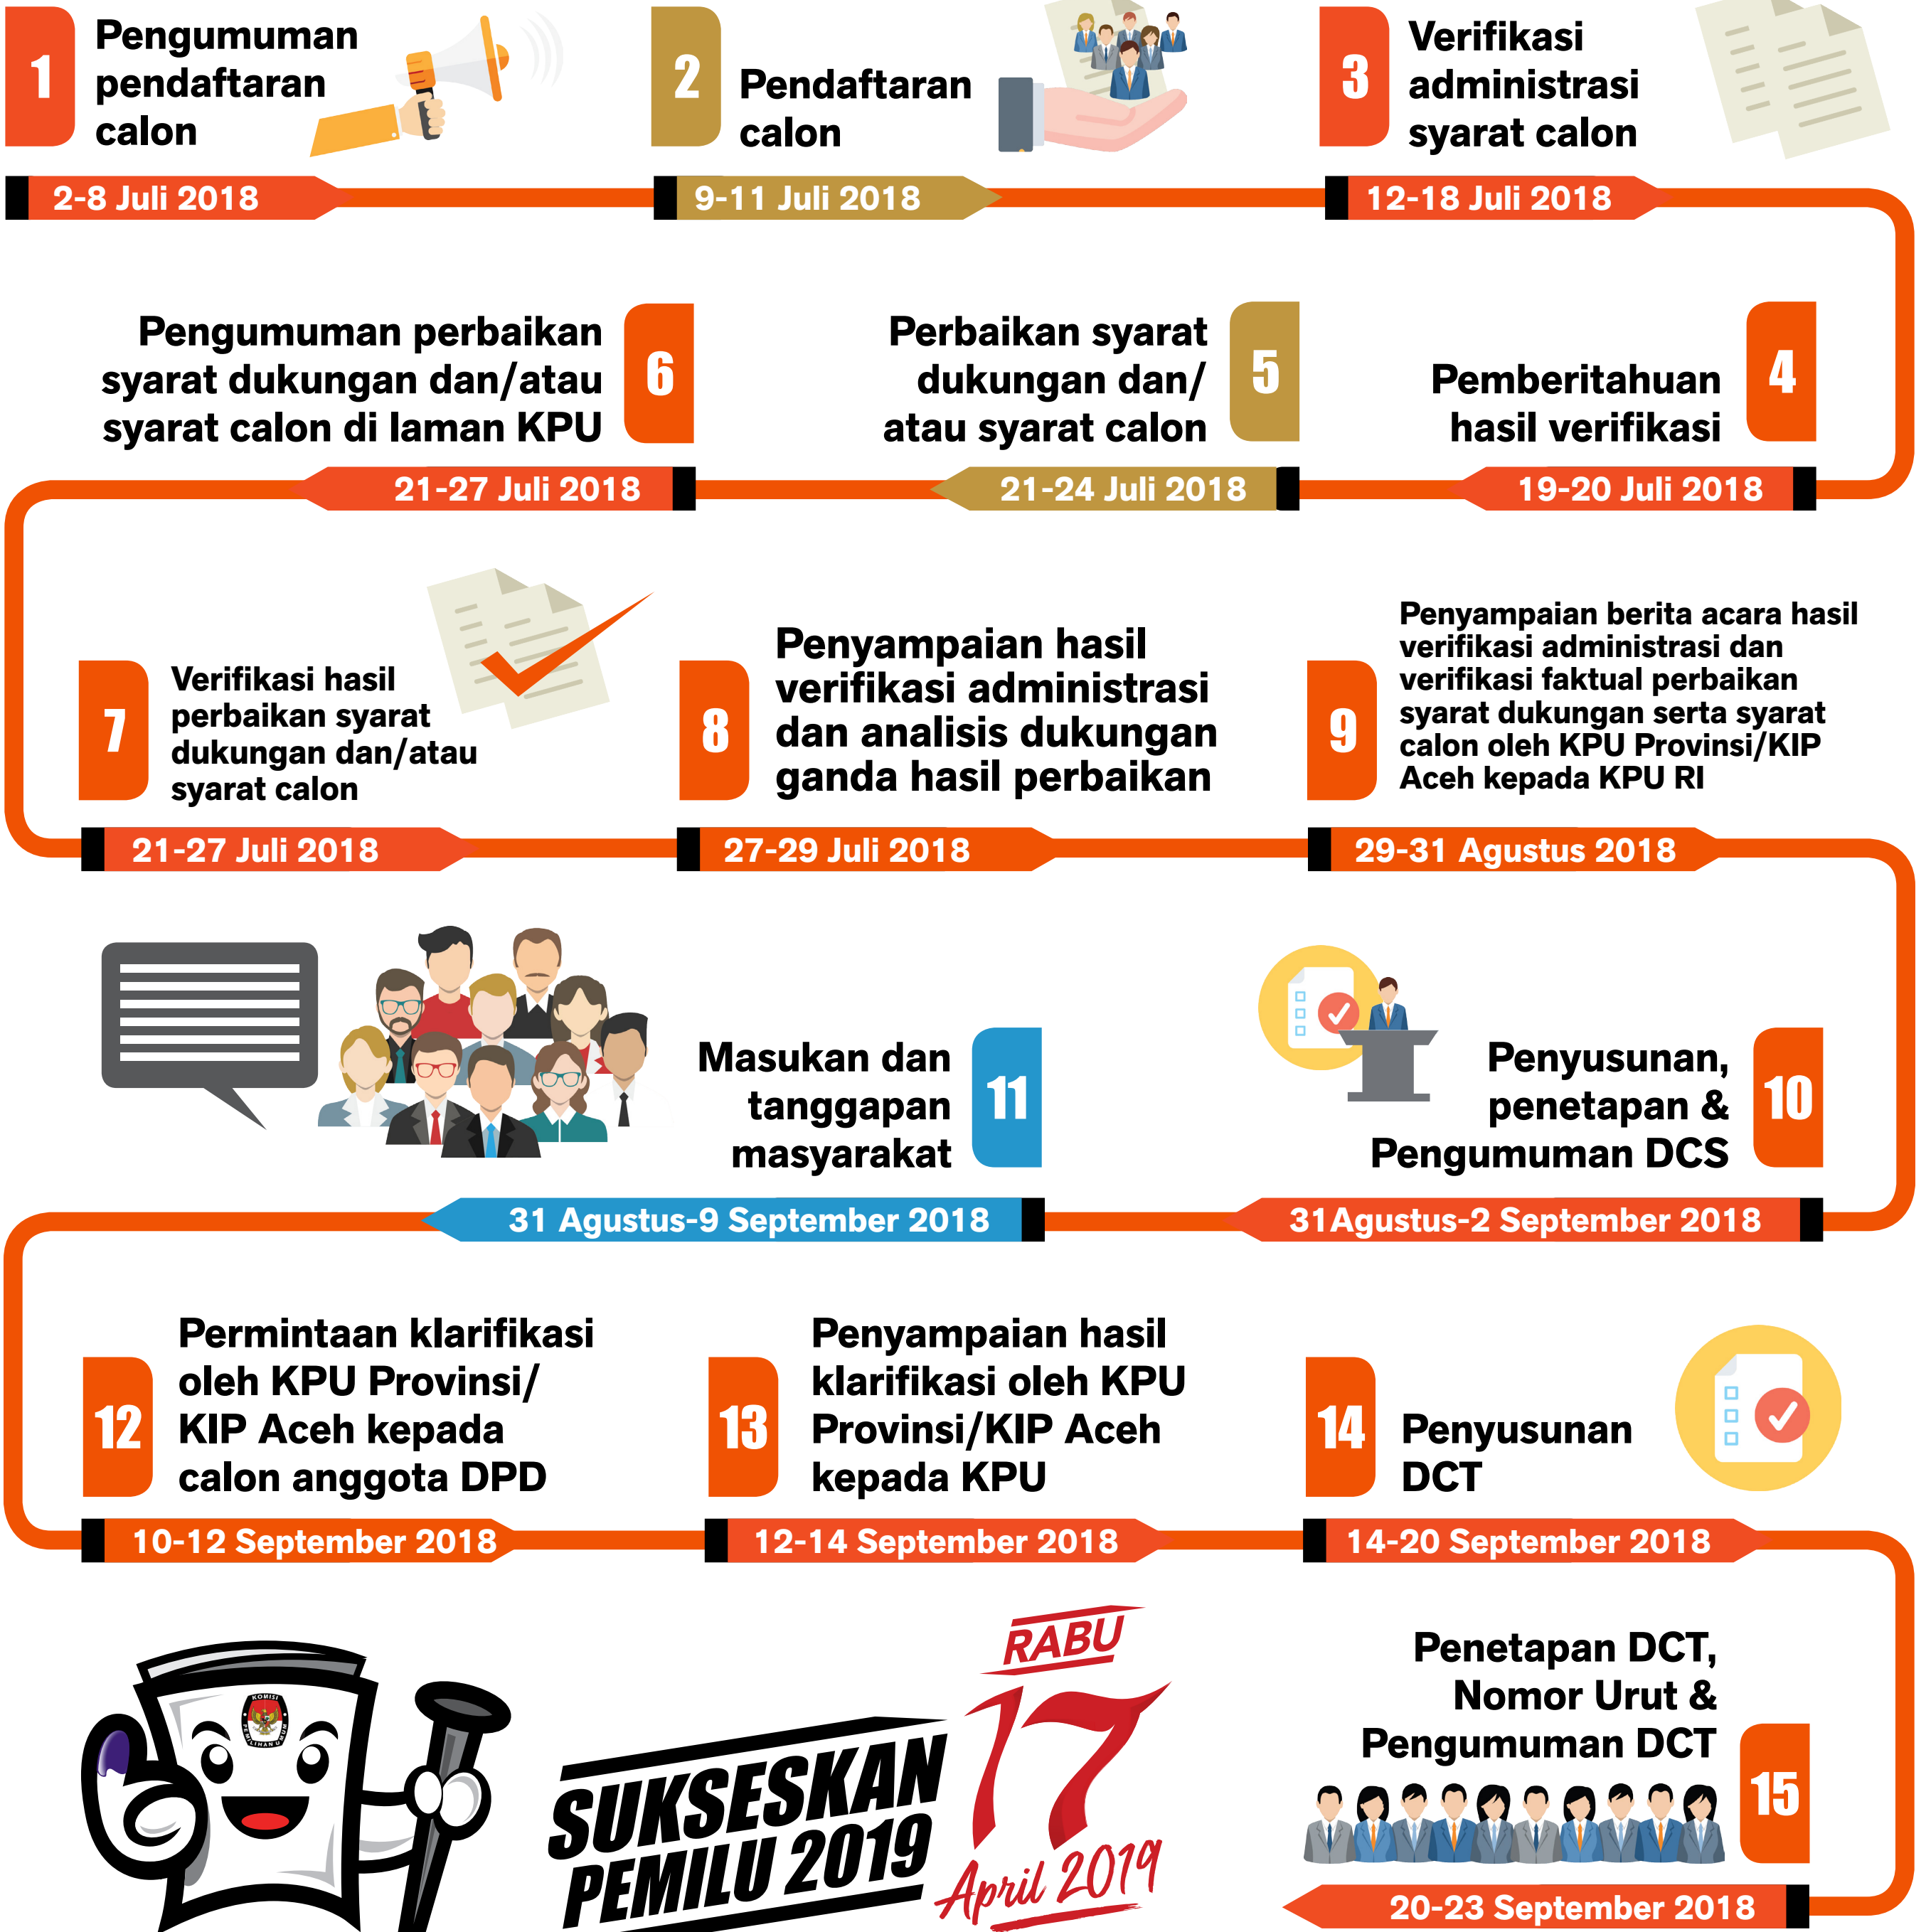 1
Pengumuman
pendaftaran
calon
2-8 Juli 2018
2
Pendaftaran
calon
9-11 Juli 2018
3
Verifikasi
administrasi
syarat calon
12-18 Juli 2018
4
Pemberitahuan
hasil verifikasi
19-20 Juli 2018
5
Perbaikan syarat
dukungan dan/
atau syarat calon
21-24 Juli 2018
6
Pengumuman perbaikan
syarat dukungan dan/atau
syarat calon di laman KPU
21-27 Juli 2018
7
Verifikasi hasil
perbaikan syarat
dukungan dan/atau
syarat calon
21-27 Juli 2018
8
Penyampaian hasil
verifikasi administrasi
dan analisis dukungan
ganda hasil perbaikan
27-29 Juli 2018
9
Penyampaian berita acara hasil
verifikasi administrasi dan
verifikasi faktual perbaikan
syarat dukungan serta syarat
calon oleh KPU Provinsi/KIP
Aceh kepada KPU RI
29-31 Agustus 2018
10
Penyusunan,
penetapan &
Pengumuman DCS
31Agustus-2 September 2018
11
Masukan dan
tanggapan
masyarakat
31 Agustus-9 September 2018
12
Permintaan klarifikasi
oleh KPU Provinsi/
KIP Aceh kepada
calon anggota DPD
10-12 September 2018
13
Penyampaian hasil
klarifikasi oleh KPU
Provinsi/KIP Aceh
kepada KPU
12-14 September 2018
14
Penyusunan
DCT
14-20 September 2018
15
Penetapan DCT,
Nomor Urut &
Pengumuman DCT
20-23 September 2018
KOMISI
PEMILIHAN UMUM
SUKSESKAN
PEMILU 2019
RABU
17
April 2019